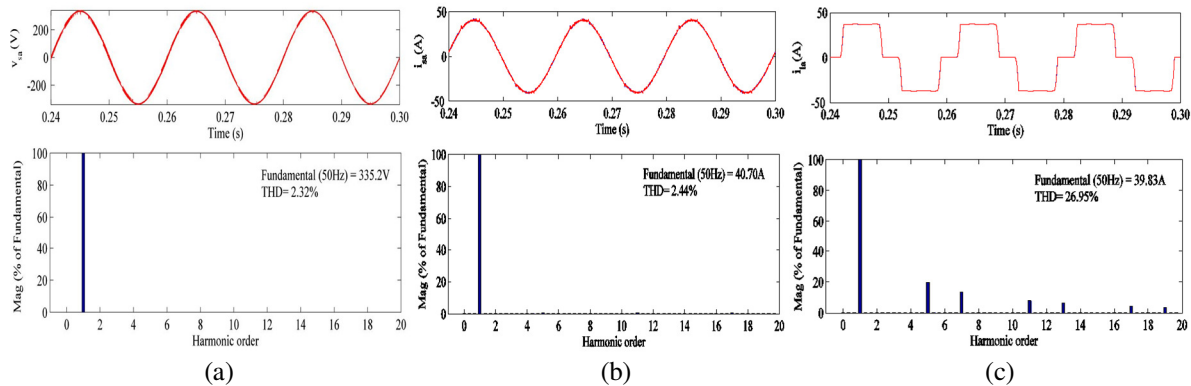 v_sa (V)
200
0
-200
0.24 0.25 0.26 0.27 0.28 0.29 0.30
Time (s)
Mag (% of Fundamental)
100
80
60
40
20
0
Fundamental (50Hz) = 335.2V
THD= 2.32%
0 2 4 6 8 10 12 14 16 18 20
Harmonic order
(a)
i_sa(A)
50
0
-50
0.24 0.25 0.26 0.27 0.28 0.29 0.30
Time (s)
Mag (% of Fundamental)
100
80
60
40
20
0
Fundamental (50Hz) = 40.70A
THD= 2.44%
0 2 4 6 8 10 12 14 16 18 20
Harmonic order
(b)
i_la(A)
50
0
-50
0.24 0.25 0.26 0.27 0.28 0.29 0.30
Time (s)
Mag (% of Fundamental)
100
80
60
40
20
0
Fundamental (50Hz) = 39.83A
THD= 26.95%
0 2 4 6 8 10 12 14 16 18 20
Harmonic order
(c)